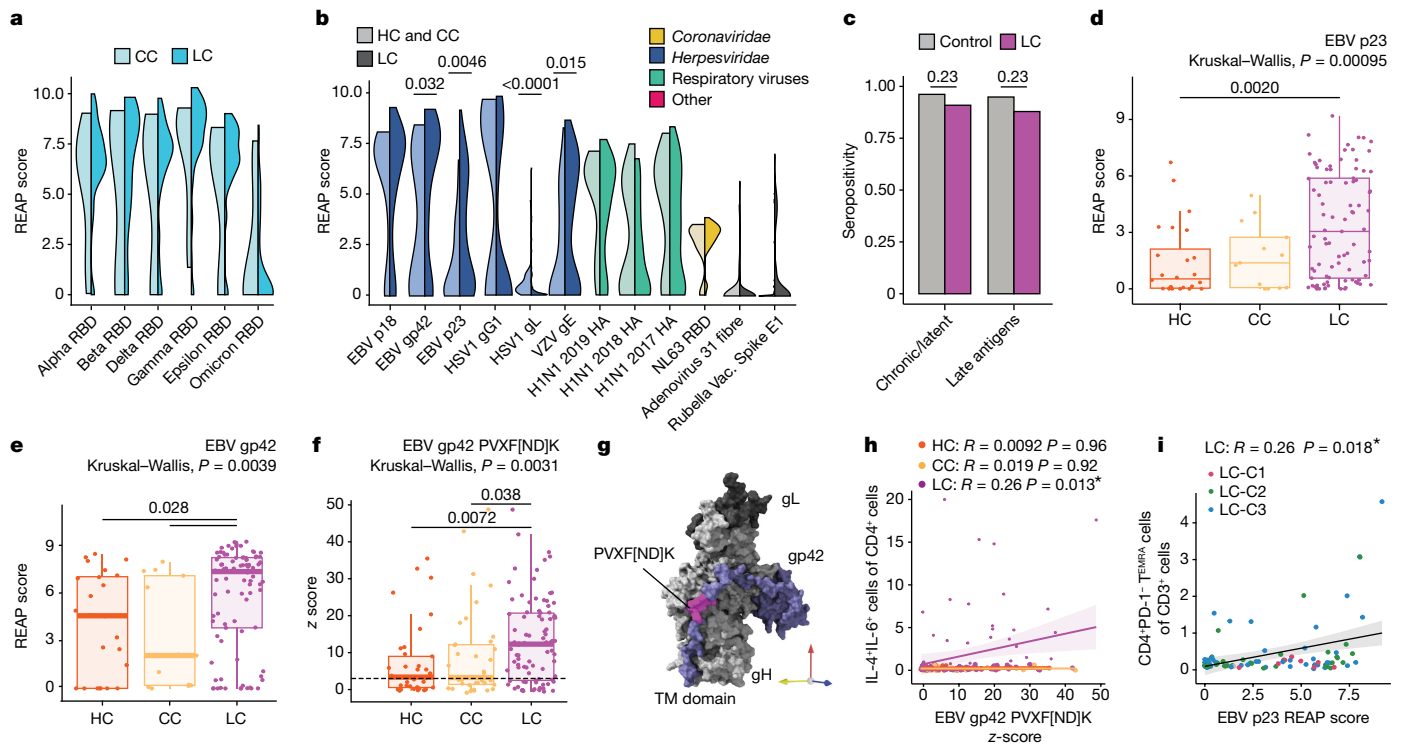 a
CC LC
REAP score
10.0
7.5
5.0
2.5
0
Alpha RBD
Beta RBD
Delta RBD
Gamma RBD
Epsilon RBD
Omicron RBD
b
HC and CC
LC
Coronaviridae
Herpesviridae
Respiratory viruses
Other
0.032
0.0046
<0.0001
0.015
REAP score
10.0
7.5
5.0
2.5
0
EBV p18
EBV gp42
EBV p23
HSV1 gG1
HSV1 gL
VZV gE
H1N1 2019 HA
H1N1 2018 HA
H1N1 2017 HA
NL63 RBD
Adenovirus 31 fibre
Rubella Vac. Spike E1
c
Control LC
0.23 0.23
Seropositivity
1.00
0.75
0.50
0.25
0
Chronic/latent
Late antigens
d
EBV p23
Kruskal–Wallis, P = 0.00095
0.0020
REAP score
9
6
3
0
HC CC LC
e
EBV gp42
Kruskal–Wallis, P = 0.0039
0.028
REAP score
9
6
3
0
HC CC LC
f
EBV gp42 PVXF[ND]K
Kruskal–Wallis, P = 0.0031
0.038
0.0072
z score
50
40
30
20
10
0
HC CC LC
g
gL
PVXF[ND]K
gp42
gH
TM domain
h
HC: R = 0.0092 P = 0.96
CC: R = 0.019 P = 0.92
LC: R = 0.26 P = 0.013*
IL-4⁺IL-6⁺ cells of CD4⁺ cells
20
15
10
5
0
0 10 20 30 40 50
EBV gp42 PVXF[ND]K
z-score
i
LC: R = 0.26 P = 0.018*
LC-C1
LC-C2
LC-C3
CD4⁺PD-1⁻ Tᴱᴹᴿᴬ cells
of CD3⁺ cells
4
3
2
1
0
0 2.5 5.0 7.5
EBV p23 REAP score